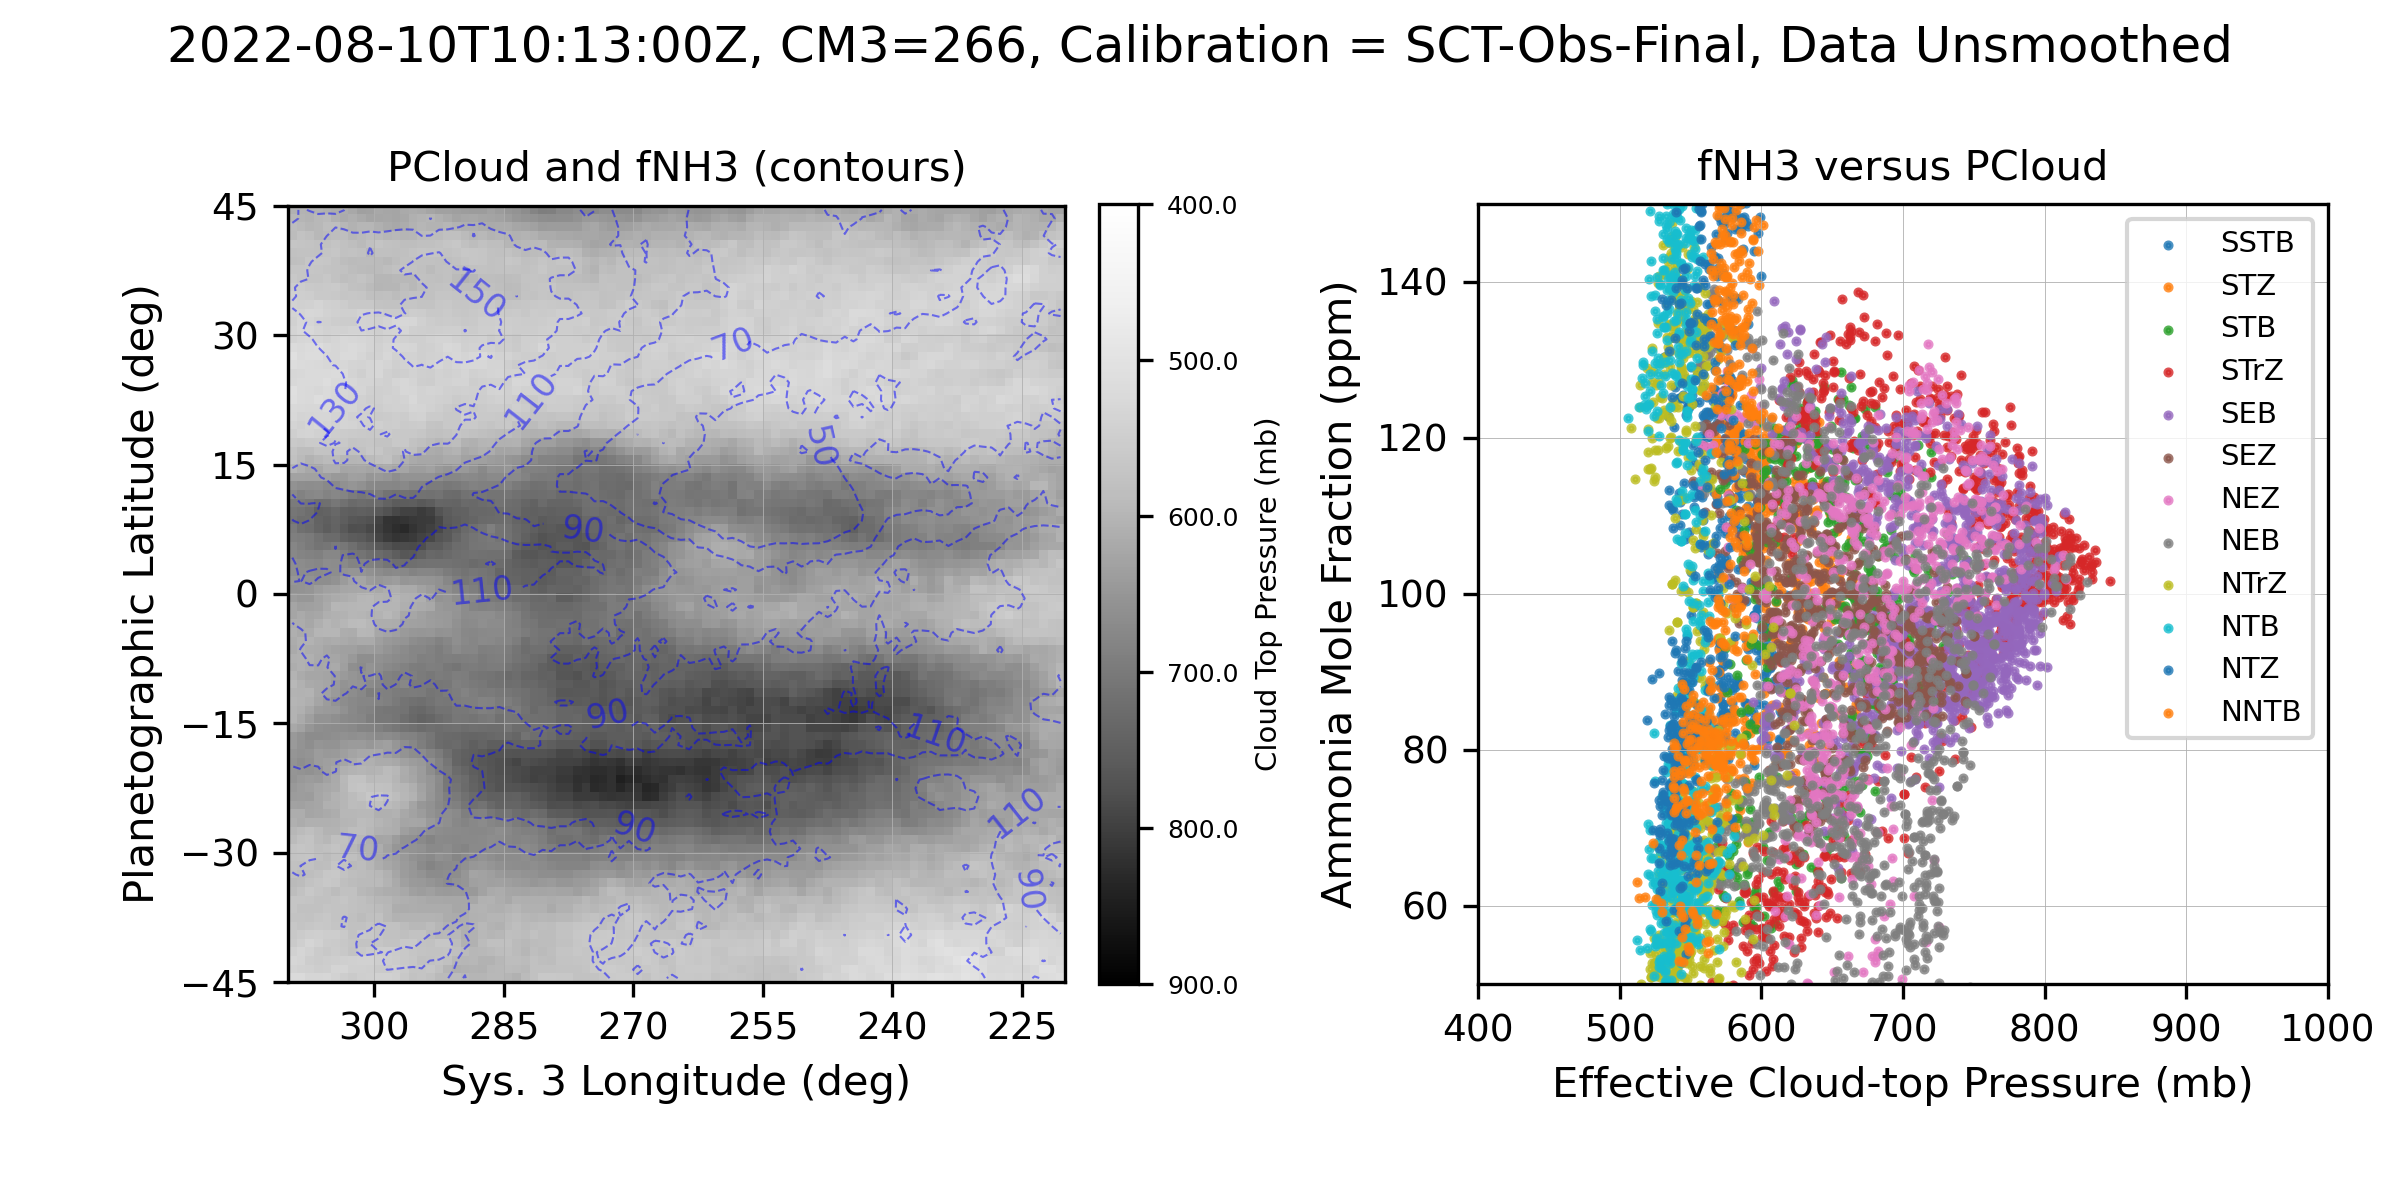 2022-08-10T10:13:00Z, CM3=266, Calibration = SCT-Obs-Final, Data Unsmoothed
PCloud and fNH3 (contours)
Planetographic Latitude (deg)
45
30
15
0
−15
−30
−45
300
285
270
255
240
225
Sys. 3 Longitude (deg)
150
130
110
70
50
90
110
90
110
90
70
110
90
400.0
500.0
600.0
700.0
800.0
900.0
Cloud Top Pressure (mb)
fNH3 versus PCloud
Ammonia Mole Fraction (ppm)
140
120
100
80
60
400
500
600
700
800
900
1000
Effective Cloud-top Pressure (mb)
SSTB
STZ
STB
STrZ
SEB
SEZ
NEZ
NEB
NTrZ
NTB
NTZ
NNTB